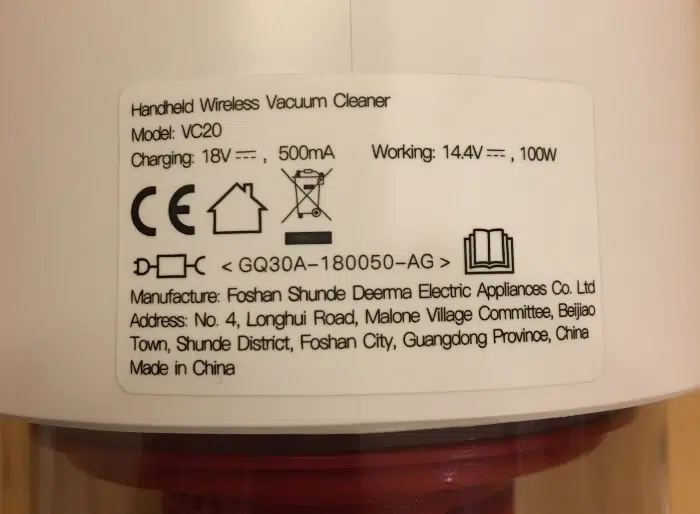 Handheld Wireless Vacuum Cleaner
Model: VC20
Charging: 18V⎓, 500mA Working: 14.4V⎓, 100W
CE
<GQ30A-180050-AG>
Manufacture: Foshan Shunde Deerma Electric Appliances Co. Ltd
Address: No. 4, Longhui Road, Malone Village Committee, Beijiao
Town, Shunde District, Foshan City, Guangdong Province, China
Made in China